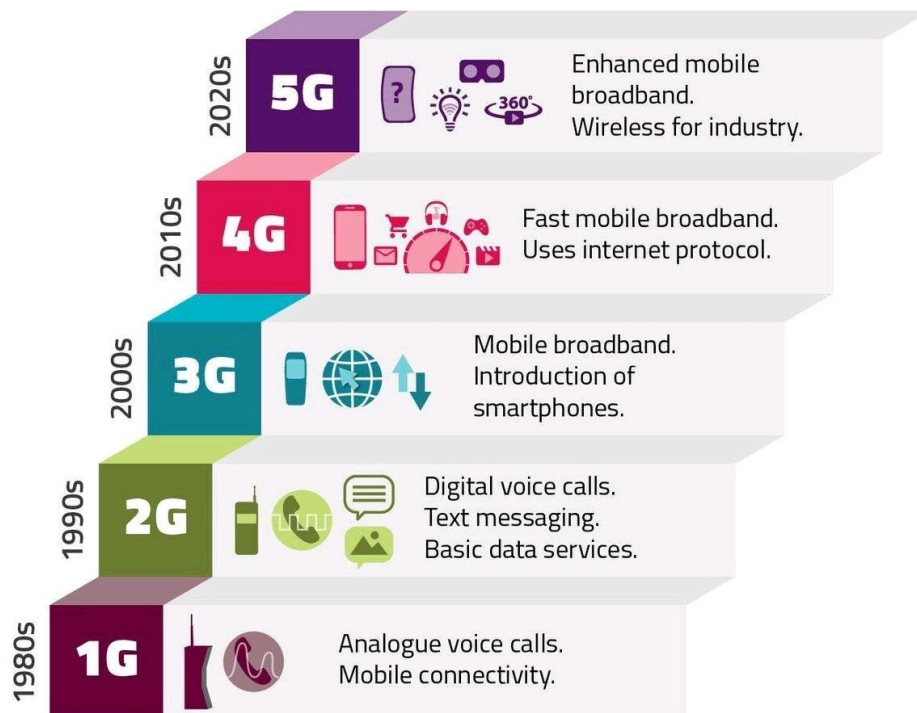 2020s
5G
?
360°
Enhanced mobile
broadband.
Wireless for industry.
2010s
4G
Fast mobile broadband.
Uses internet protocol.
2000s
3G
Mobile broadband.
Introduction of
smartphones.
1990s
2G
Digital voice calls.
Text messaging.
Basic data services.
1980s
1G
Analogue voice calls.
Mobile connectivity.